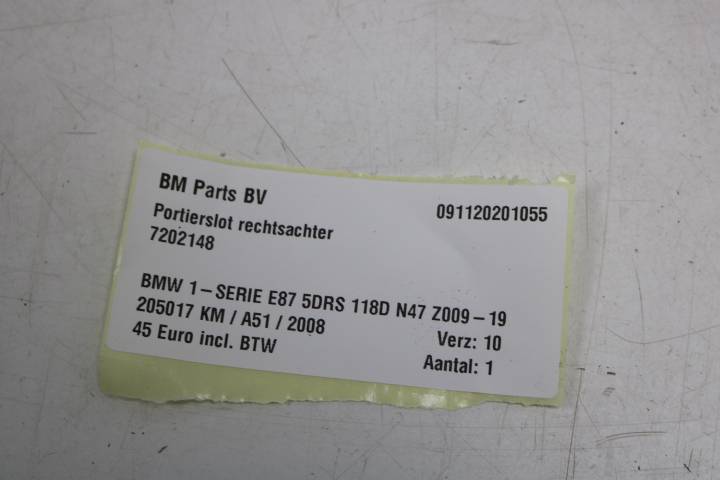 BM Parts BV 091120201055
Portierslot rechtsachter
7202148
BMW 1-SERIE E87 5DRS 118D N47 Z009-19
205017 KM / A51 / 2008 Verz: 10
45 Euro incl. BTW Aantal: 1